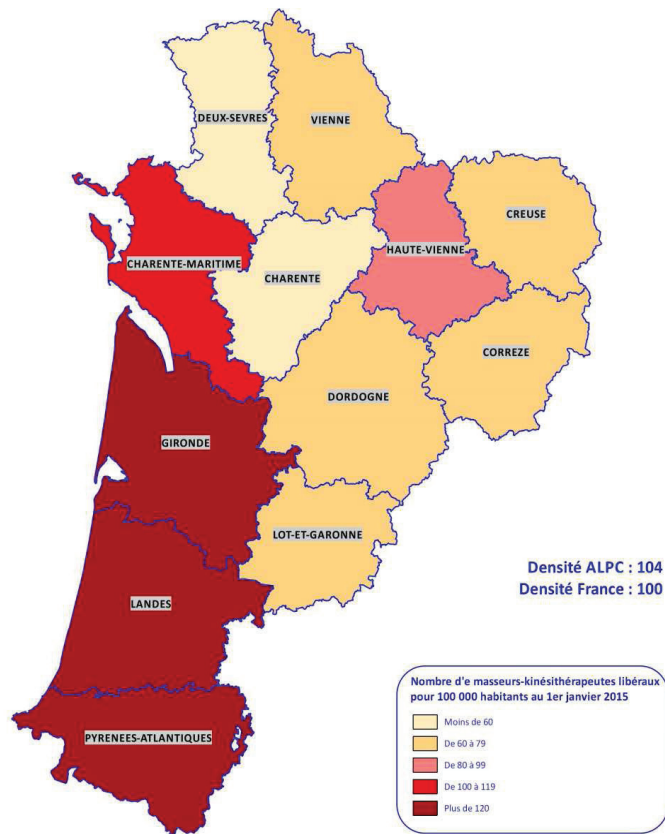 DEUX-SEVRES
VIENNE
CREUSE
HAUTE-VIENNE
CHARENTE-MARITIME
CHARENTE
CORREZE
DORDOGNE
GIRONDE
LOT-ET-GARONNE
Densité ALPC : 104
Densité France : 100
LANDES
PYRENEES-ATLANTIQUES
Nombre d'e masseurs-kinésithérapeutes libéraux
pour 100 000 habitants au 1er janvier 2015
Moins de 60
De 60 à 79
De 80 à 99
De 100 à 119
Plus de 120